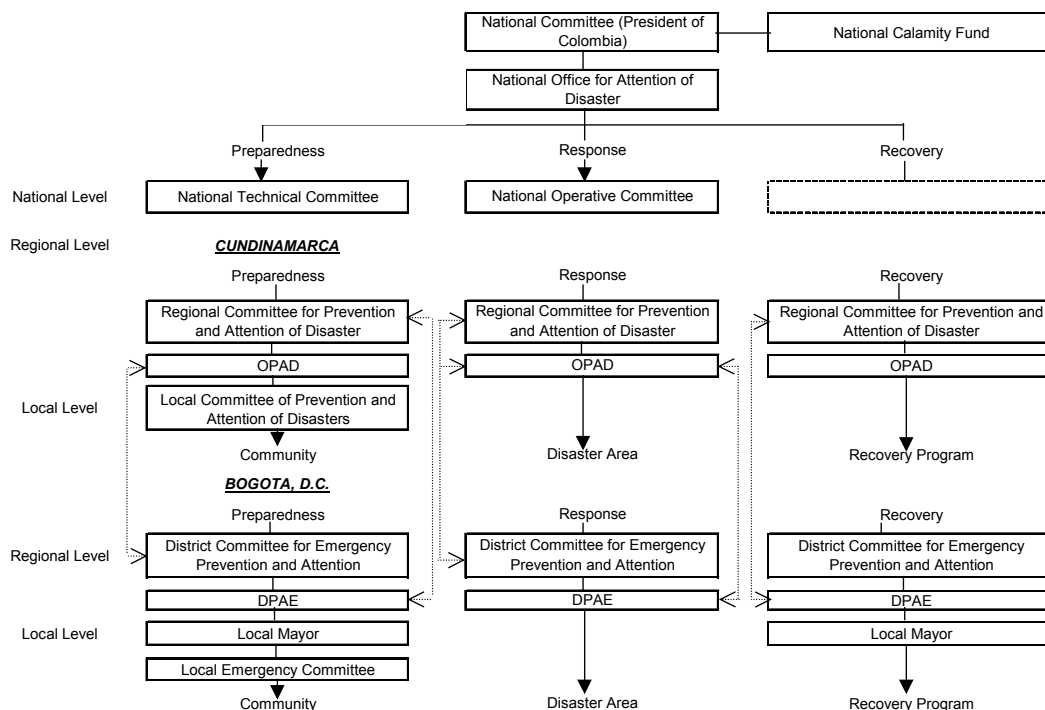 National Committee (President of
Colombia)
National Calamity Fund
National Office for Attention of
Disaster
Preparedness
Response
Recovery
National Level
National Technical Committee
National Operative Committee
Regional Level
CUNDINAMARCA
Preparedness
Response
Recovery
Regional Committee for Prevention
and Attention of Disaster
Regional Committee for Prevention
and Attention of Disaster
Regional Committee for Prevention and
Attention of Disaster
OPAD
OPAD
OPAD
Local Level
Local Committee of Prevention and
Attention of Disasters
Community
Disaster Area
Recovery Program
BOGOTA, D.C.
Preparedness
Response
Recovery
Regional Level
District Committee for Emergency
Prevention and Attention
District Committee for Emergency
Prevention and Attention
District Committee for Emergency
Prevention and Attention
DPAE
DPAE
DPAE
Local Level
Local Mayor
Local Mayor
Local Emergency Committee
Community
Disaster Area
Recovery Program